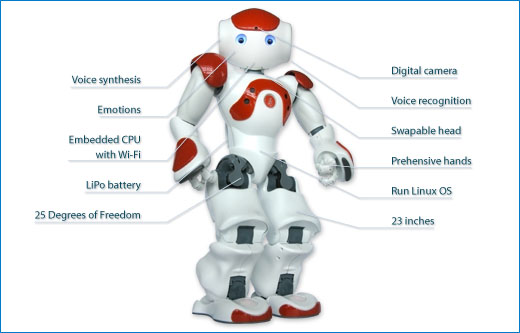 Voice synthesis
Emotions
Embedded CPU
with Wi-Fi
LiPo battery
25 Degrees of Freedom
Digital camera
Voice recognition
Swapable head
Prehensive hands
Run Linux OS
23 inches